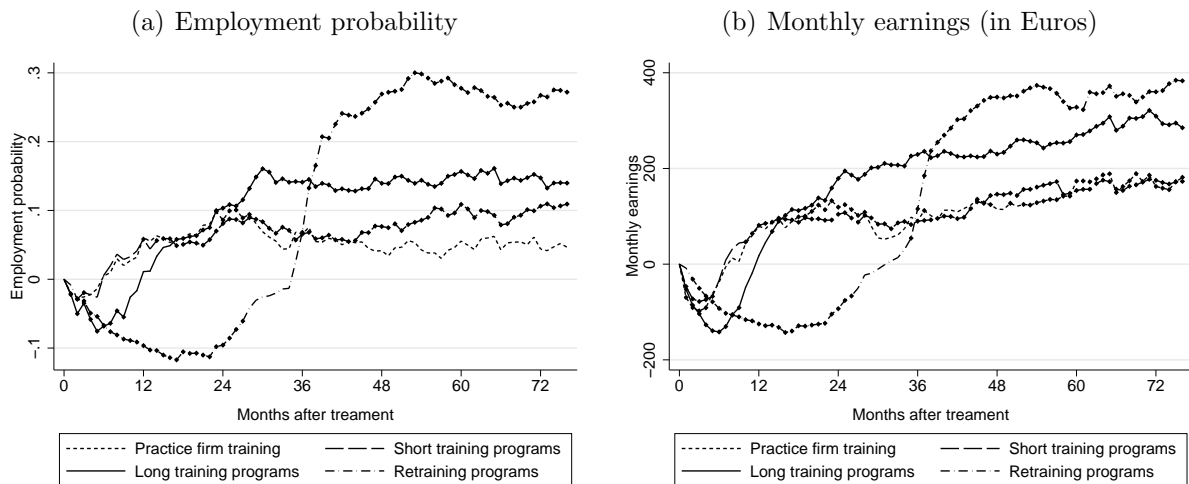 (a) Employment probability
.3
.2
.1
0
−.1
Employment probability
0 12 24 36 48 60 72
Months after treament
Practice firm training Short training programs
Long training programs Retraining programs
(b) Monthly earnings (in Euros)
400
200
0
−200
Monthly earnings
0 12 24 36 48 60 72
Months after treament
Practice firm training Short training programs
Long training programs Retraining programs